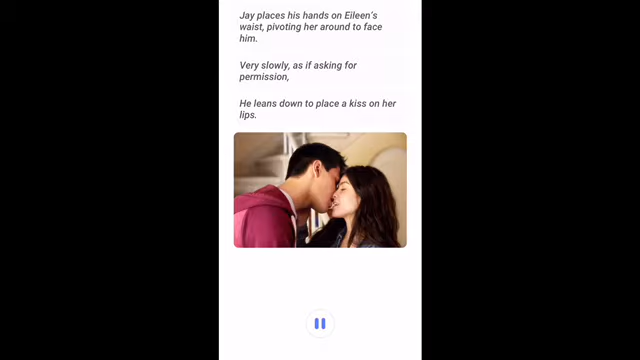 Jay places his hands on Eileen's
waist, pivoting her around to face
him.
Very slowly, as if asking for
permission,
He leans down to place a kiss on her
lips.